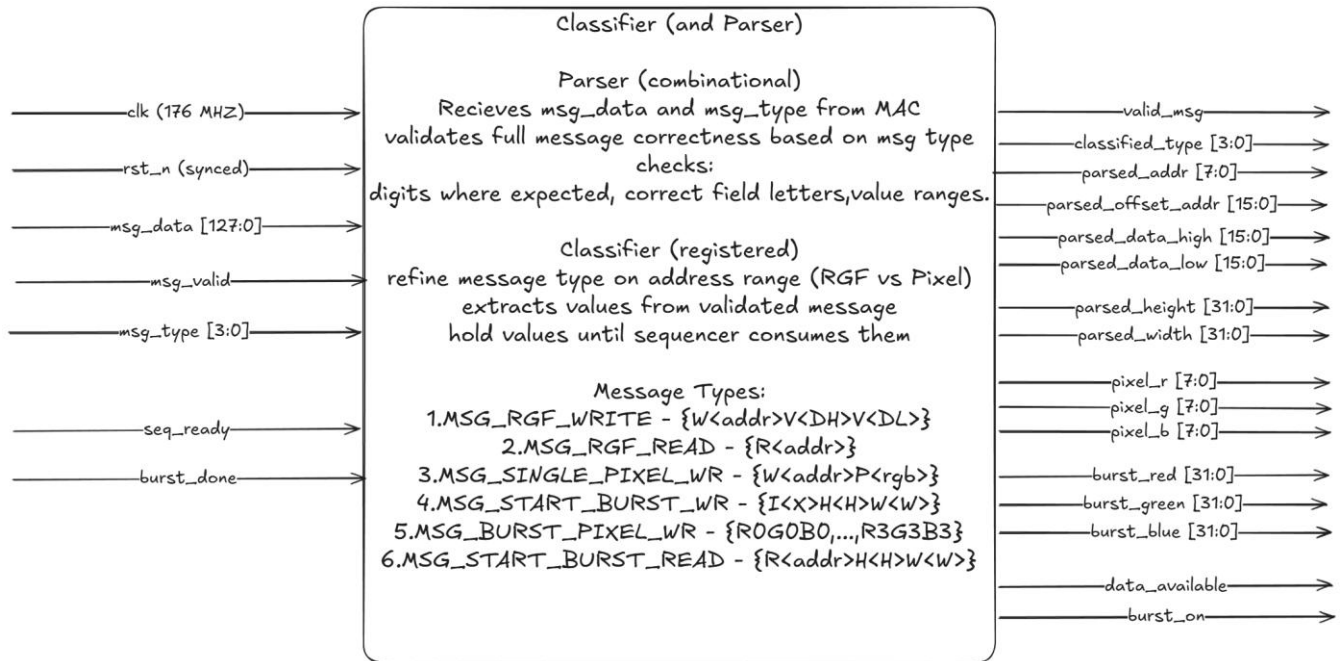 Classifier (and Parser)
Parser (combinational)
Recieves msg_data and msg_type from MAC
validates full message correctness based on msg type
checks:
digits where expected, correct field letters,value ranges.
Classifier (registered)
refine message type on address range (RGF vs Pixel)
extracts values from validated message
hold values until sequencer consumes them
Message Types:
1.MSG_RGF_WRITE - {W<addr>V<DH>V<DL>}
2.MSG_RGF_READ - {R<addr>}
3.MSG_SINGLE_PIXEL_WR - {W<addr>P<rgb>}
4.MSG_START_BURST_WR - {I<X>H<H>W<W>}
5.MSG_BURST_PIXEL_WR - {R0G0B0,...,R3G3B3}
6.MSG_START_BURST_READ - {R<addr>H<H>W<W>}
clk (176 MHZ)
rst_n (synced)
msg_data [127:0]
msg_valid
msg_type [3:0]
seq_ready
burst_done
valid_msg
classified_type [3:0]
parsed_addr [7:0]
parsed_offset_addr [15:0]
parsed_data_high [15:0]
parsed_data_low [15:0]
parsed_height [31:0]
parsed_width [31:0]
pixel_r [7:0]
pixel_g [7:0]
pixel_b [7:0]
burst_red [31:0]
burst_green [31:0]
burst_blue [31:0]
data_available
burst_on